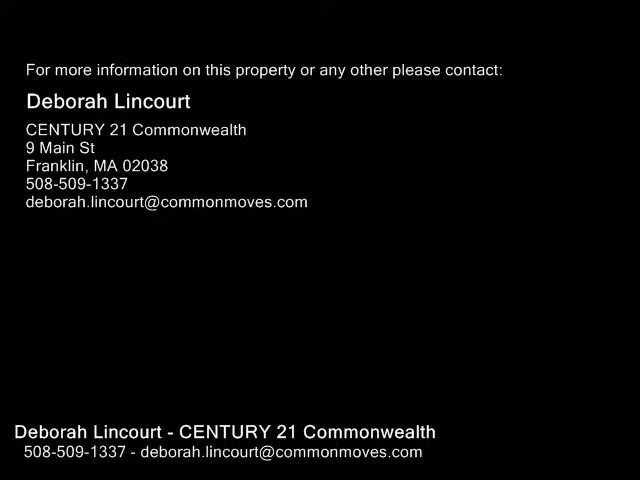 For more information on this property or any other please contact:
Deborah Lincourt
CENTURY 21 Commonwealth
9 Main St
Franklin, MA 02038
508-509-1337
deborah.lincourt@commonmoves.com
Deborah Lincourt - CENTURY 21 Commonwealth
508-509-1337 - deborah.lincourt@commonmoves.com